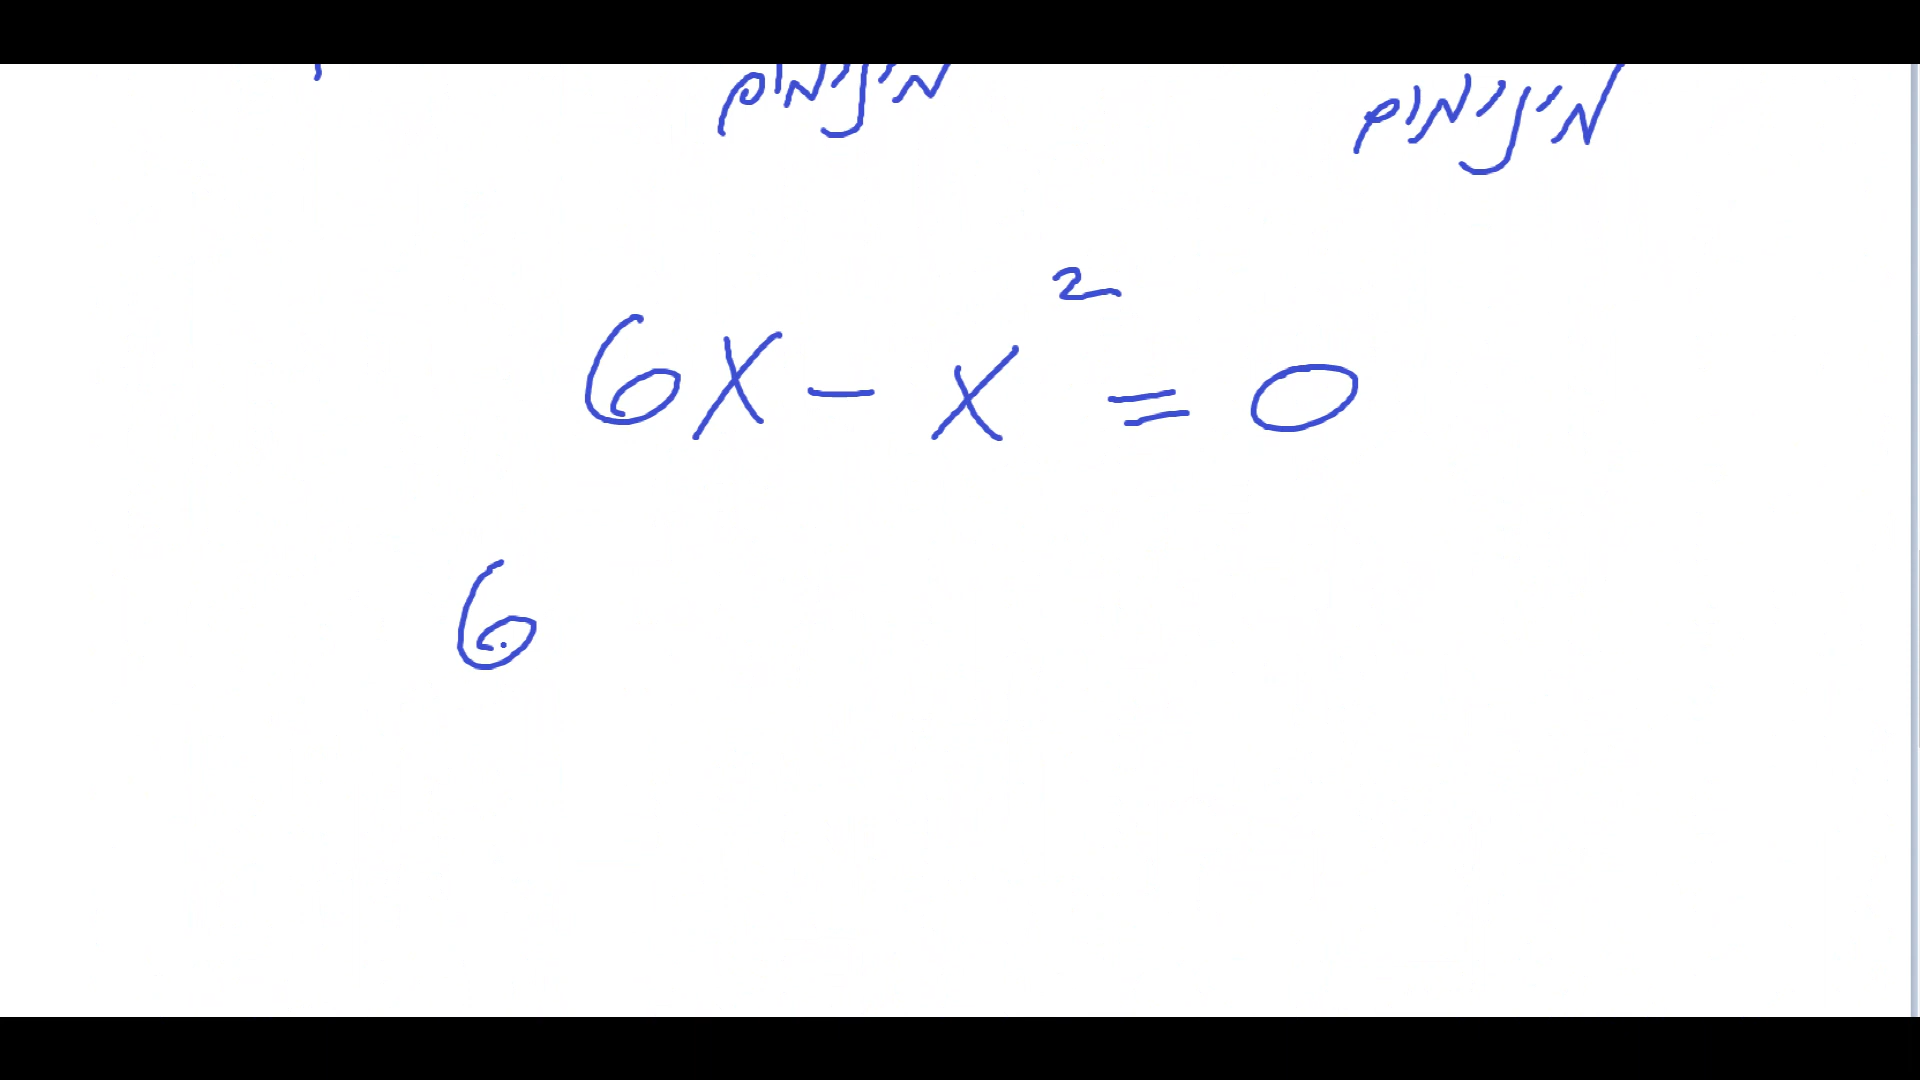 מינימום מינימום
6x - x² = 0
6